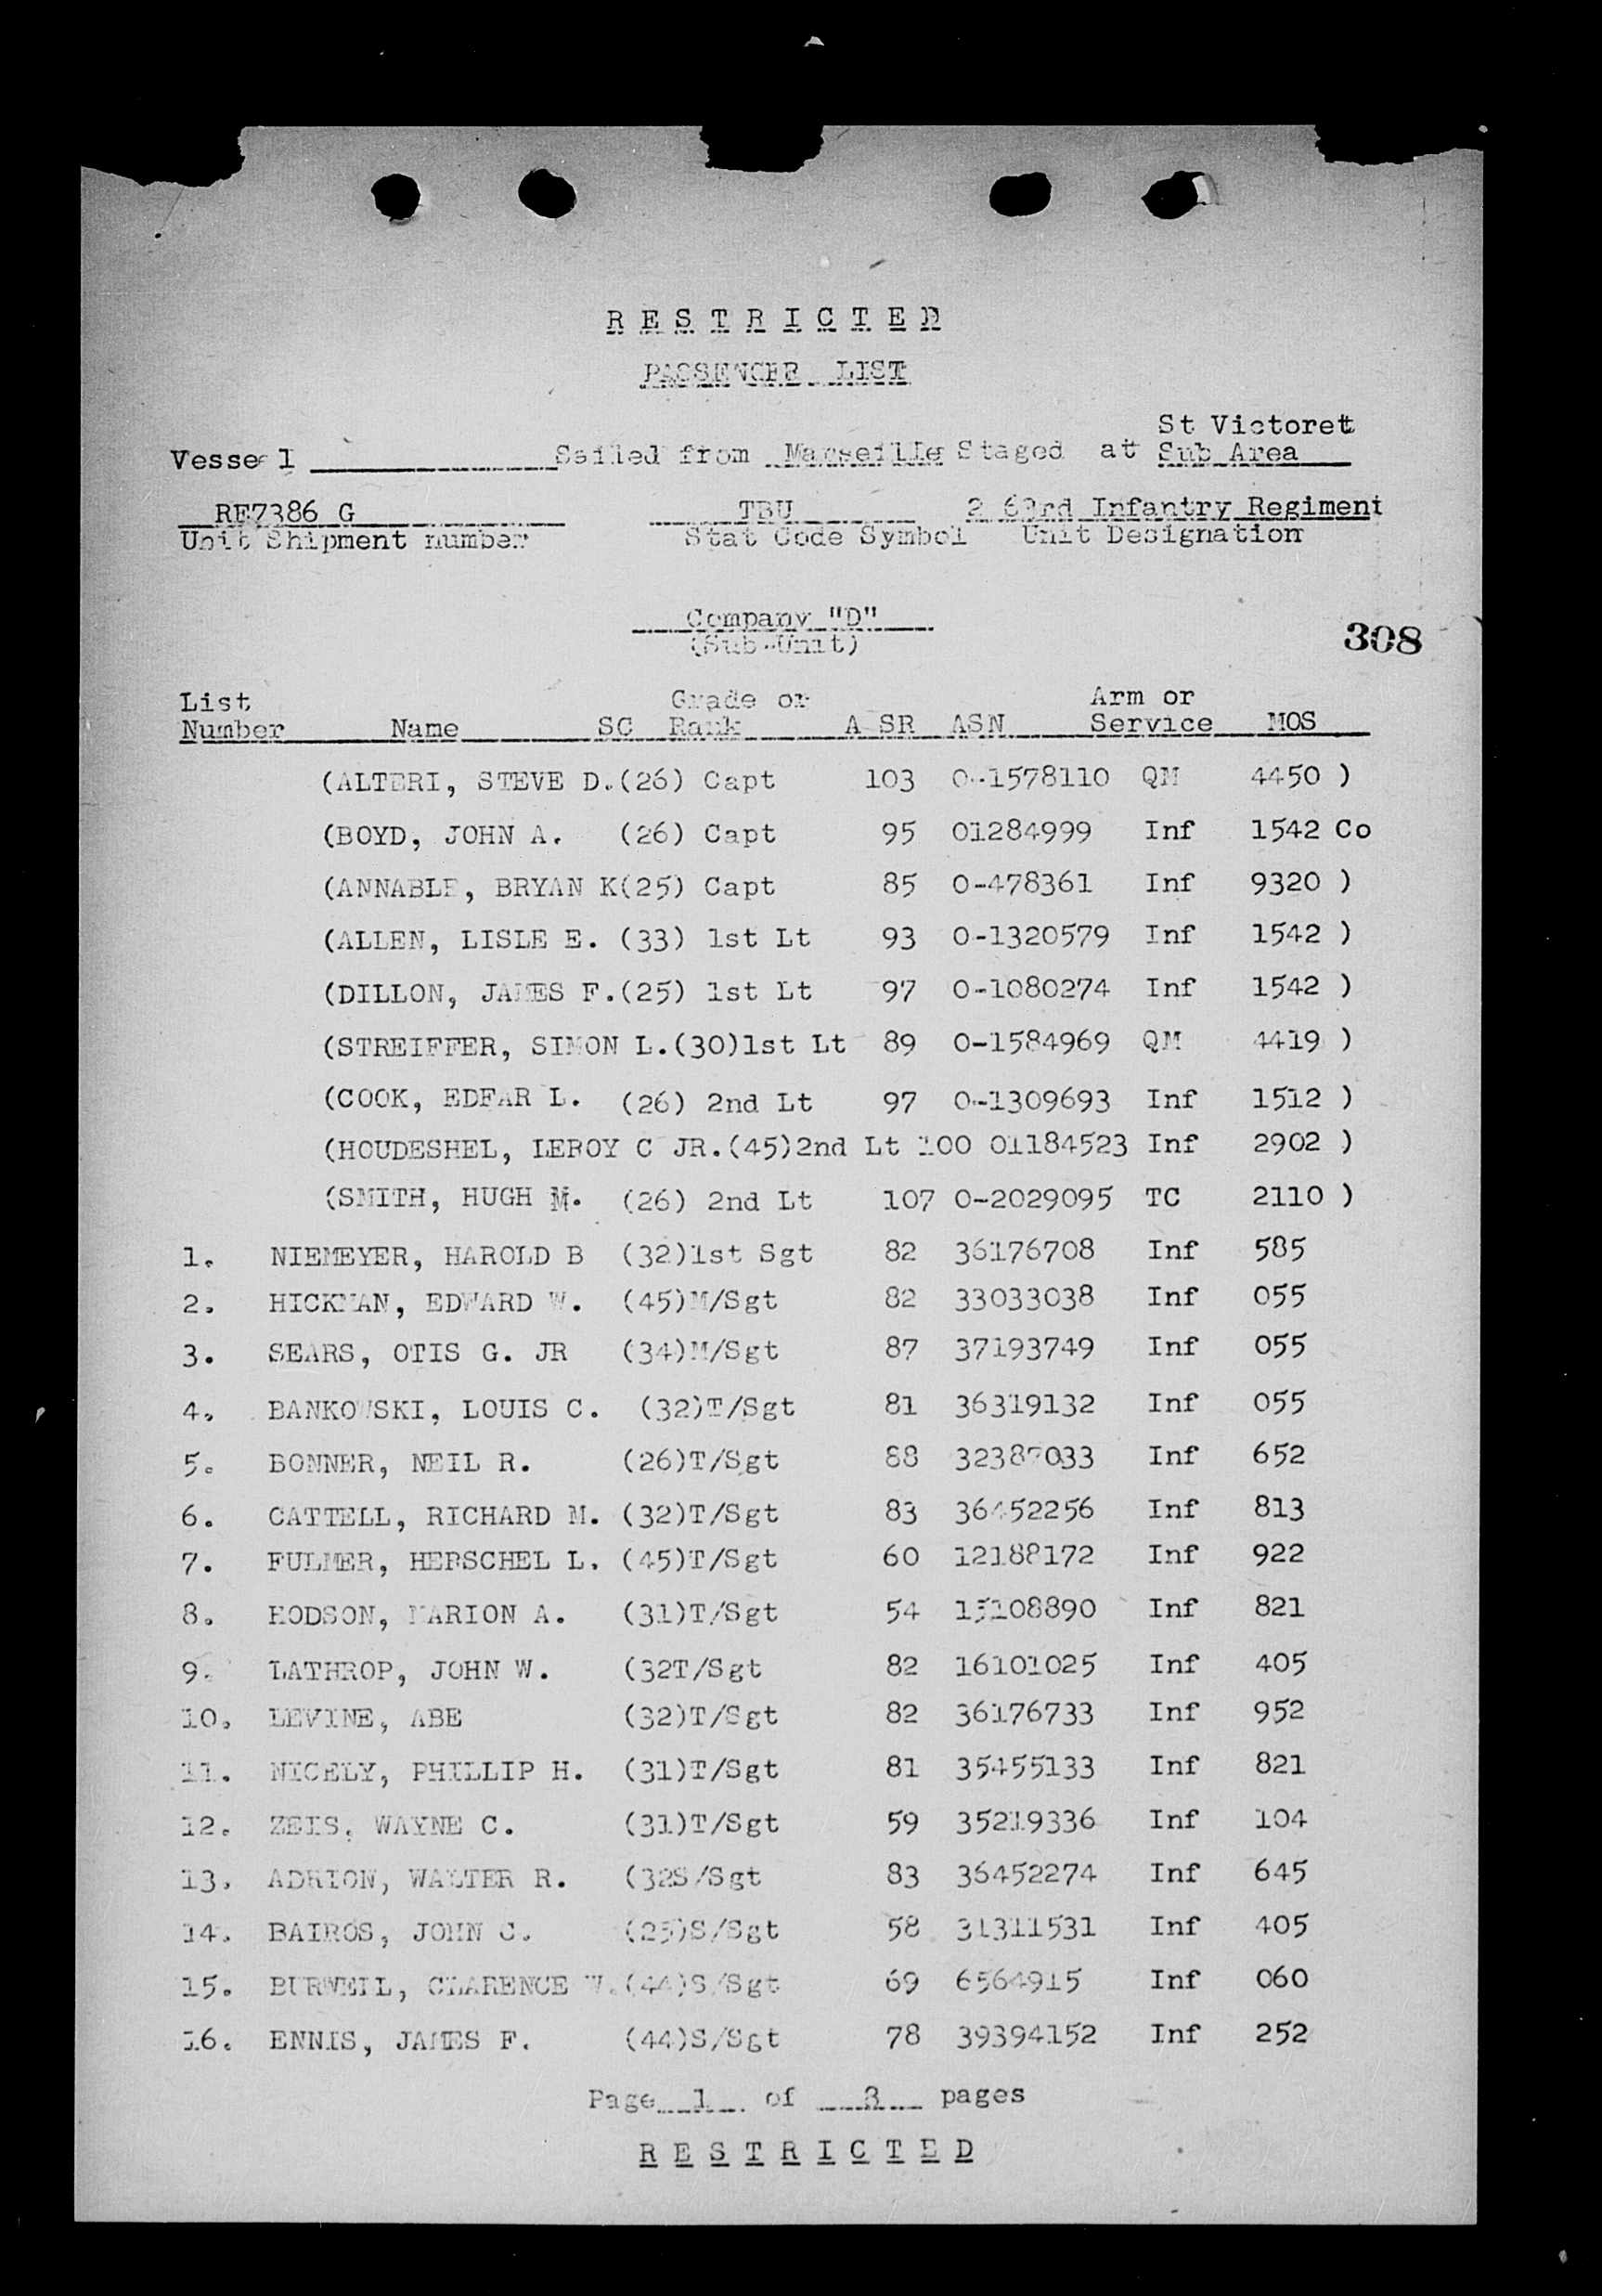 R E S T R I C T E D
PASSENGER LIST
St Victorett
Vessel ____ Sailed from Marseille Staged at Sub Area
RE7386 G TBU 2 63rd Infantry Regiment
Unit Shipment number Stat Code Symbol Unit Designation
Company "D"
(Sub-Unit)
308
List Grade or Arm or
Number Name SC Rank A SR ASN Service MOS
(ALTERI, STEVE D.(26) Capt 103 0-1578110 QM 4450 )
(BOYD, JOHN A. (26) Capt 95 01284999 Inf 1542 Co
(ANNABLE, BRYAN K(25) Capt 85 0-478361 Inf 9320 )
(ALLEN, LISLE E. (33) 1st Lt 93 0-1320579 Inf 1542 )
(DILLON, JAMES F.(25) 1st Lt 97 0-1080274 Inf 1542 )
(STREIFFER, SIMON L.(30)1st Lt 89 0-1584969 QM 4419 )
(COOK, EDFAR L. (26) 2nd Lt 97 0-1309693 Inf 1512 )
(HOUDESHEL, LEROY C JR.(45)2nd Lt 100 01184523 Inf 2902 )
(SMITH, HUGH M. (26) 2nd Lt 107 0-2029095 TC 2110 )
1. NIEMEYER, HAROLD B (32)1st Sgt 82 36176708 Inf 585
2. HICKMAN, EDWARD W. (45)M/Sgt 82 33033038 Inf 055
3. SEARS, OTIS G. JR (34)M/Sgt 87 37193749 Inf 055
4. BANKOWSKI, LOUIS C. (32)T/Sgt 81 36319132 Inf 055
5. BONNER, NEIL R. (26)T/Sgt 88 32387033 Inf 652
6. CATTELL, RICHARD M. (32)T/Sgt 83 36452256 Inf 813
7. FULMER, HERSCHEL L. (45)T/Sgt 60 12188172 Inf 922
8. HODSON, MARION A. (31)T/Sgt 54 15108890 Inf 821
9. LATHROP, JOHN W. (32T/Sgt 82 16101025 Inf 405
10. LEVINE, ABE (32)T/Sgt 82 36176733 Inf 952
11. NICELY, PHILLIP H. (31)T/Sgt 81 35455133 Inf 821
12. ZEIS, WAYNE C. (31)T/Sgt 59 35219336 Inf 104
13. ADRION, WALTER R. (32S/Sgt 83 36452274 Inf 645
14. BAIROS, JOHN C. (25)S/Sgt 58 31311531 Inf 405
15. BURWELL, CLARENCE W.(44)S/Sgt 69 6564915 Inf 060
16. ENNIS, JAMES F. (44)S/Sgt 78 39394152 Inf 252
Page 1 of 3 pages
R E S T R I C T E D